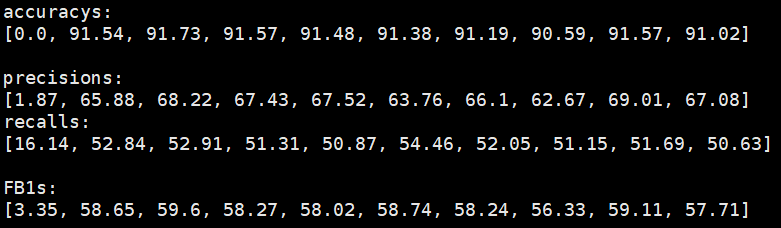 accuracys:
[0.0, 91.54, 91.73, 91.57, 91.48, 91.38, 91.19, 90.59, 91.57, 91.02]
precisions:
[1.87, 65.88, 68.22, 67.43, 67.52, 63.76, 66.1, 62.67, 69.01, 67.08]
recalls:
[16.14, 52.84, 52.91, 51.31, 50.87, 54.46, 52.05, 51.15, 51.69, 50.63]
FB1s:
[3.35, 58.65, 59.6, 58.27, 58.02, 58.74, 58.24, 56.33, 59.11, 57.71]